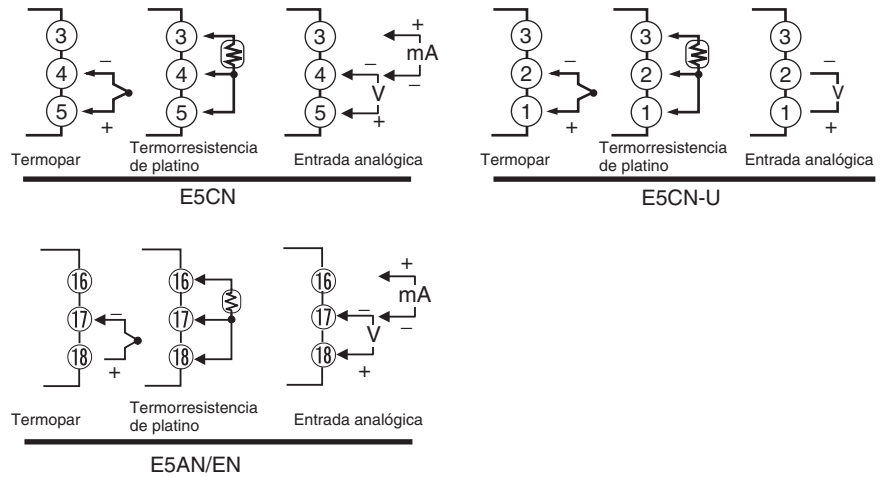 3 4 5 – +
3 4 5
3 4 5 – V + + mA –
Termopar
Termorresistencia
de platino
Entrada analógica
E5CN
3 2 1 – +
3 2 1
3 2 1 – V +
Termopar
Termorresistencia
de platino
Entrada analógica
E5CN-U
16 17 18 – +
16 17 18
16 17 18 – V + + mA –
Termopar
Termorresistencia
de platino
Entrada analógica
E5AN/EN